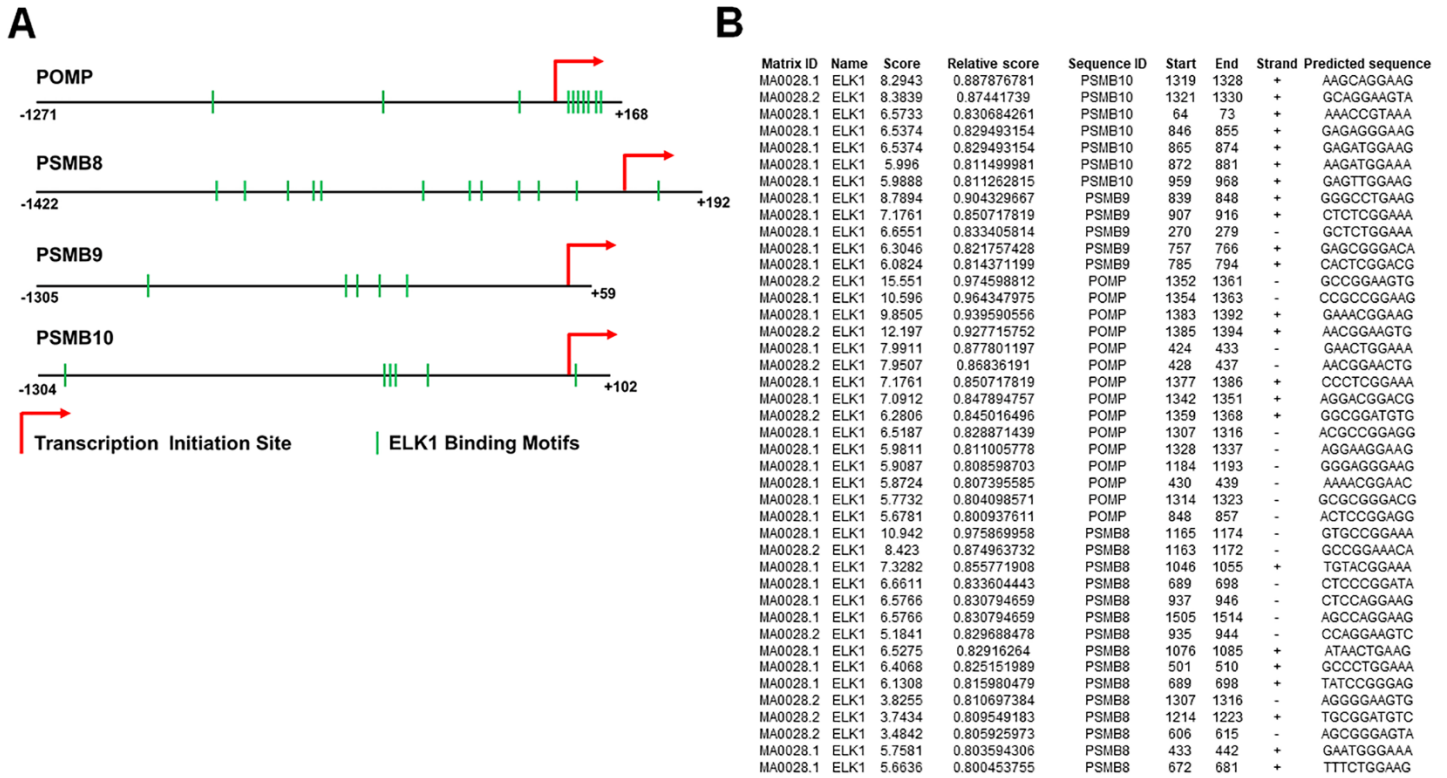 A
POMP
-1271
+168
PSMB8
-1422
+192
PSMB9
-1305
+59
PSMB10
-1304
+102
Transcription Initiation Site
ELK1 Binding Motifs
B
Matrix ID Name Score Relative score Sequence ID Start End Strand Predicted sequence
MA0028.1 ELK1 8.2943 0.887876781 PSMB10 1319 1328 + AAGCAGGAAG
MA0028.2 ELK1 8.3839 0.87441739 PSMB10 1321 1330 + GCAGGAAGTA
MA0028.1 ELK1 6.5733 0.830684261 PSMB10 64 73 + AAACCGTAAA
MA0028.1 ELK1 6.5374 0.829493154 PSMB10 846 855 + GAGAGGGAAG
MA0028.1 ELK1 6.5374 0.829493154 PSMB10 865 874 + GAGATGGAAG
MA0028.1 ELK1 5.996 0.811499981 PSMB10 872 881 + AAGATGGAAA
MA0028.1 ELK1 5.9888 0.811262815 PSMB10 959 968 + GAGTTGGAAG
MA0028.1 ELK1 8.7894 0.904329667 PSMB9 839 848 + GGGCCTGAAG
MA0028.1 ELK1 7.1761 0.850717819 PSMB9 907 916 + CTCTCGGAAA
MA0028.1 ELK1 6.6551 0.833405814 PSMB9 270 279 - GCTCTGGAAA
MA0028.1 ELK1 6.3046 0.821757428 PSMB9 757 766 + GAGCGGGACA
MA0028.1 ELK1 6.0824 0.814371199 PSMB9 785 794 + CACTCGGACG
MA0028.2 ELK1 15.551 0.974598812 POMP 1352 1361 - GCCGGAAGTG
MA0028.1 ELK1 10.596 0.964347975 POMP 1354 1363 - CCGCCGGAAG
MA0028.1 ELK1 9.8505 0.939590556 POMP 1383 1392 + GAAACGGAAG
MA0028.2 ELK1 12.197 0.927715752 POMP 1385 1394 + AACGGAAGTG
MA0028.1 ELK1 7.9911 0.877801197 POMP 424 433 - GAACTGGAAA
MA0028.2 ELK1 7.9507 0.86836191 POMP 428 437 - AACGGAACTG
MA0028.1 ELK1 7.1761 0.850717819 POMP 1377 1386 + CCCTCGGAAA
MA0028.1 ELK1 7.0912 0.847894757 POMP 1342 1351 + AGGACGGACG
MA0028.2 ELK1 6.2806 0.845016496 POMP 1359 1368 + GGCGGATGTG
MA0028.1 ELK1 6.5187 0.828871439 POMP 1307 1316 - ACGCCGGAGG
MA0028.1 ELK1 5.9811 0.811005778 POMP 1328 1337 - AGGAAGGAAG
MA0028.1 ELK1 5.9087 0.808598703 POMP 1184 1193 - GGGAGGGAAG
MA0028.1 ELK1 5.8724 0.807395585 POMP 430 439 - AAAACGGAAC
MA0028.1 ELK1 5.7732 0.804098571 POMP 1314 1323 - GCGCGGGACG
MA0028.1 ELK1 5.6781 0.800937611 POMP 848 857 - ACTCCGGAGG
MA0028.1 ELK1 10.942 0.975869958 PSMB8 1165 1174 - GTGCCGGAAA
MA0028.2 ELK1 8.423 0.874963732 PSMB8 1163 1172 - GCCGGAAACA
MA0028.1 ELK1 7.3282 0.855771908 PSMB8 1046 1055 + TGTACGGAAA
MA0028.1 ELK1 6.6611 0.833604443 PSMB8 689 698 - CTCCCGGATA
MA0028.1 ELK1 6.5766 0.830794659 PSMB8 937 946 - CTCCAGGAAG
MA0028.1 ELK1 6.5766 0.830794659 PSMB8 1505 1514 - AGCCAGGAAG
MA0028.2 ELK1 5.1841 0.829688478 PSMB8 935 944 - CCAGGAAGTC
MA0028.1 ELK1 6.5275 0.82916264 PSMB8 1076 1085 + ATAACTGAAG
MA0028.1 ELK1 6.4068 0.825151989 PSMB8 501 510 + GCCCTGGAAA
MA0028.1 ELK1 6.1308 0.815980479 PSMB8 689 698 + TATCCGGGAG
MA0028.2 ELK1 3.8255 0.810697384 PSMB8 1307 1316 - AGGGGAAGTG
MA0028.2 ELK1 3.7434 0.809549183 PSMB8 1214 1223 + TGCGGATGTC
MA0028.2 ELK1 3.4842 0.805925973 PSMB8 606 615 - AGCGGGAGTA
MA0028.1 ELK1 5.7581 0.803594306 PSMB8 433 442 + GAATGGGAAA
MA0028.1 ELK1 5.6636 0.800453755 PSMB8 672 681 + TTTCTGGAAG